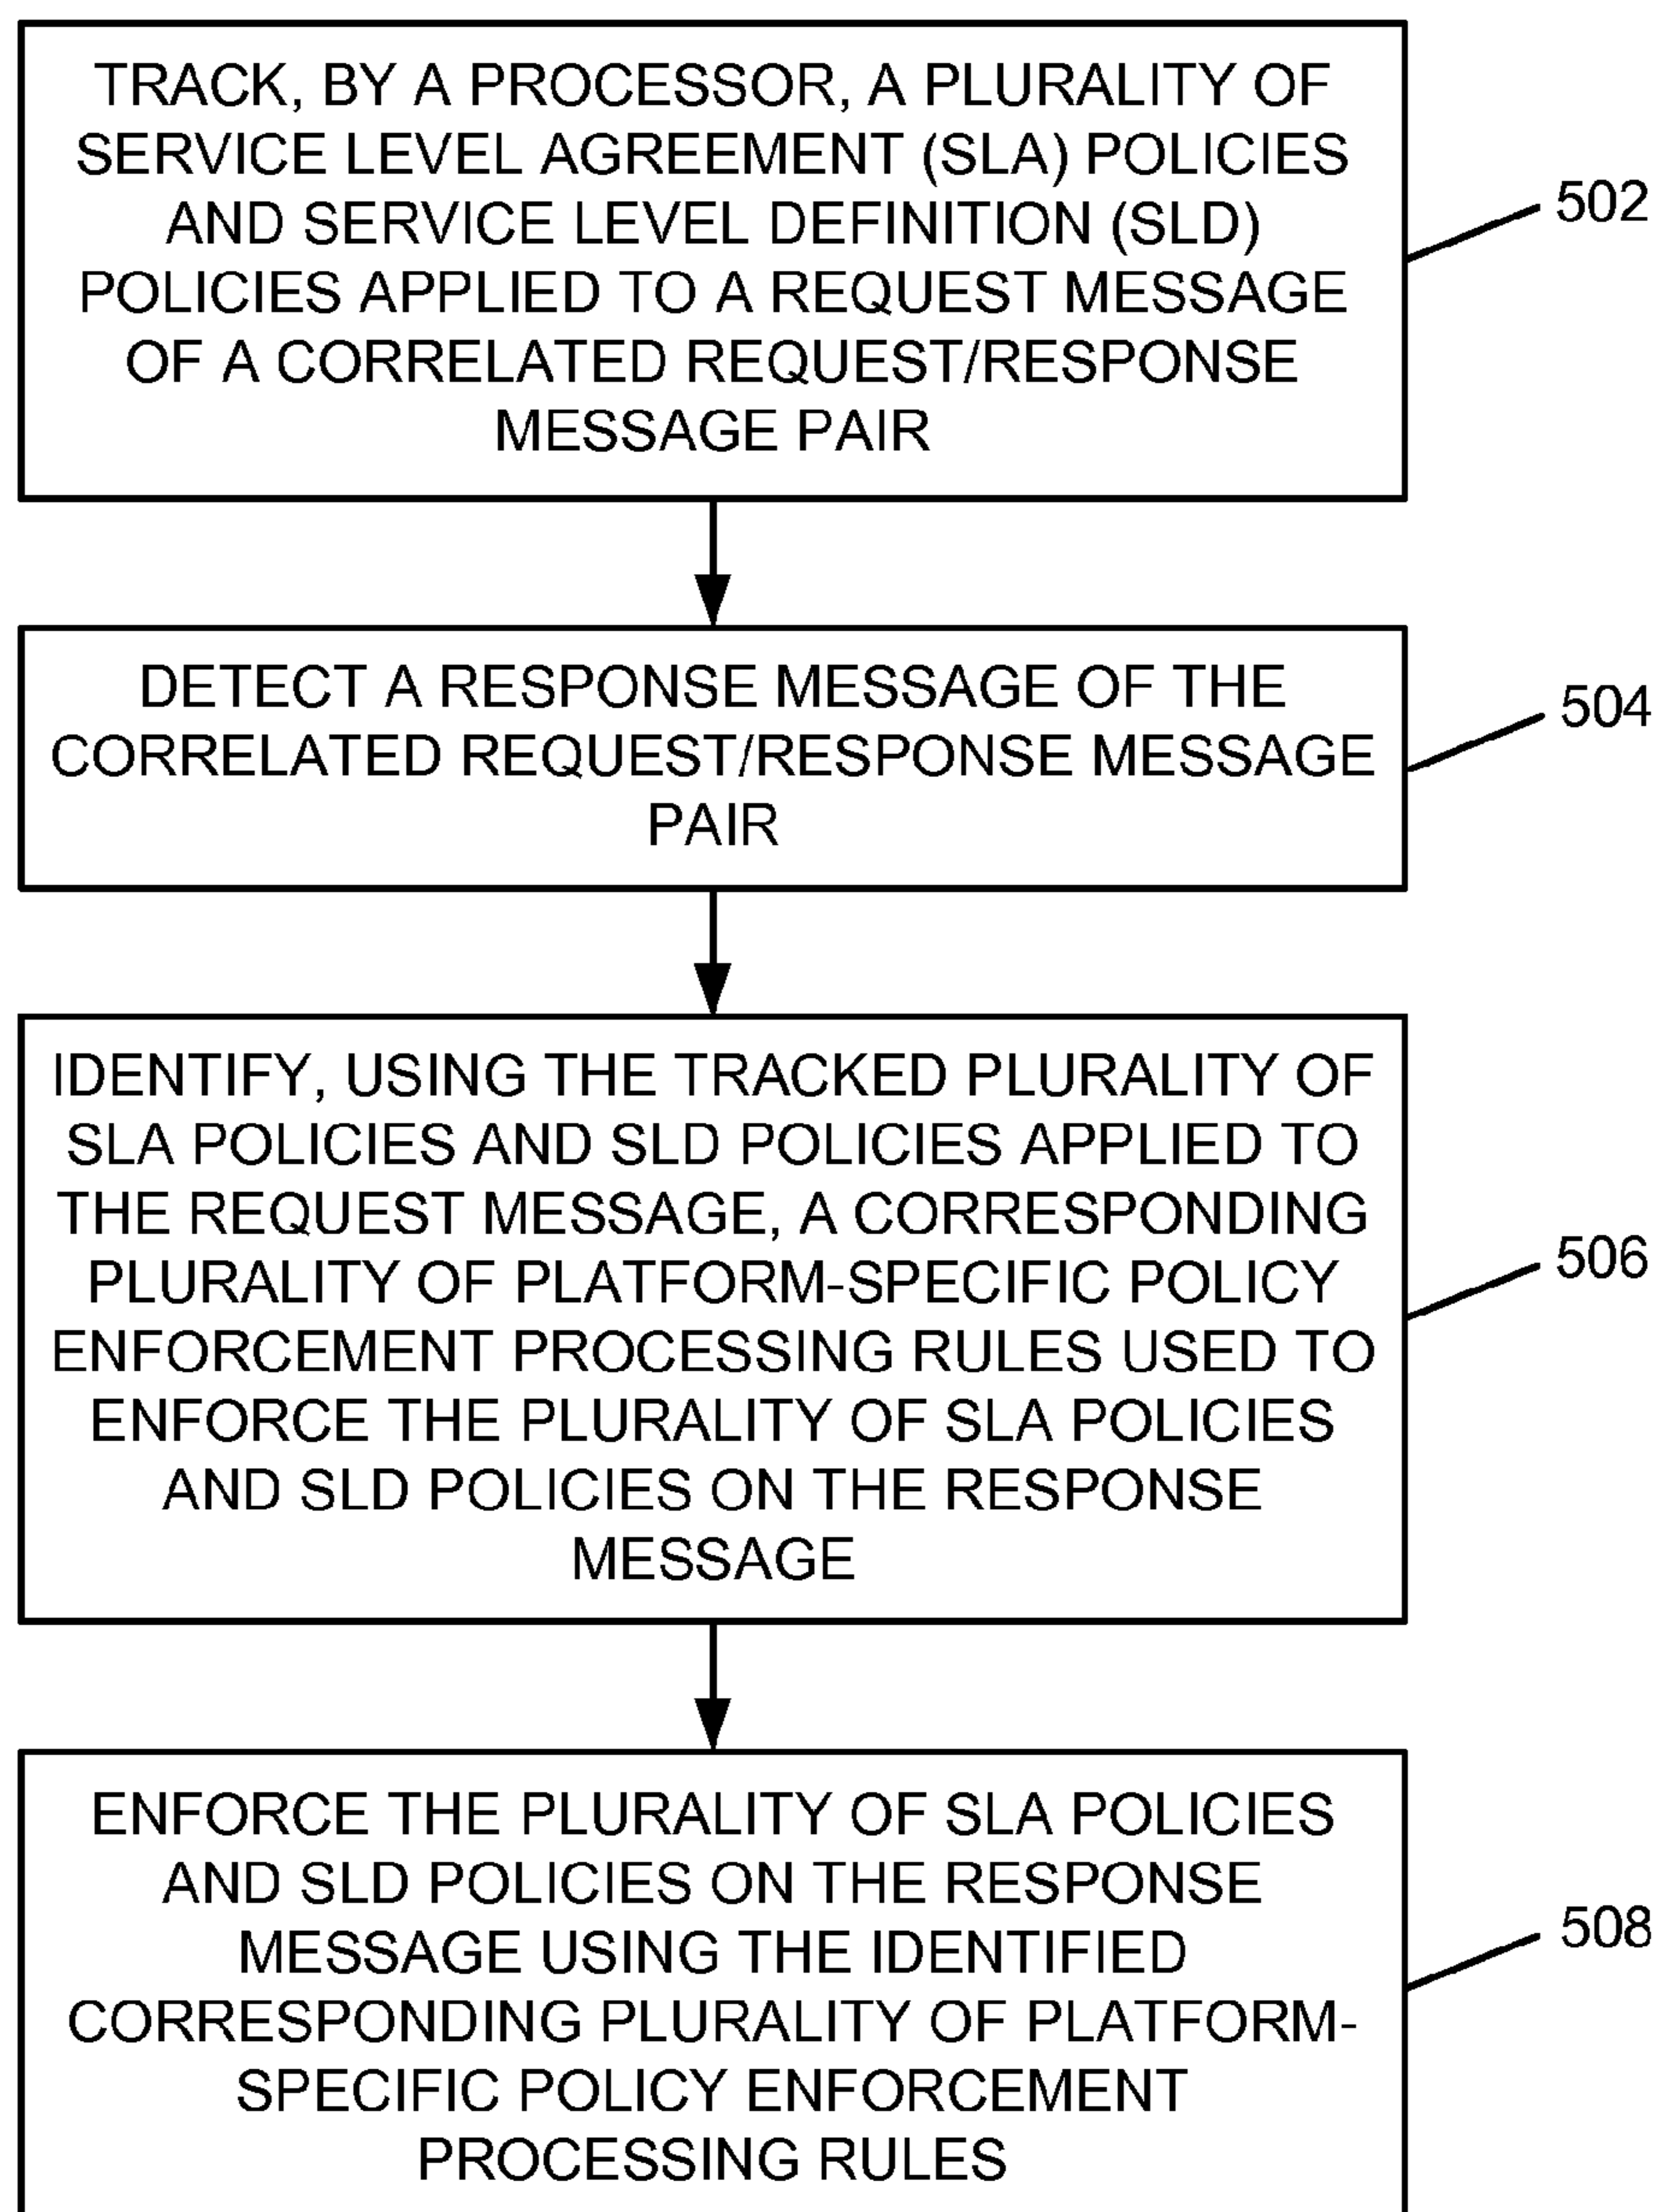 TRACK, BY A PROCESSOR, A PLURALITY OF
SERVICE LEVEL AGREEMENT (SLA) POLICIES
AND SERVICE LEVEL DEFINITION (SLD)
POLICIES APPLIED TO A REQUEST MESSAGE
OF A CORRELATED REQUEST/RESPONSE
MESSAGE PAIR
502
DETECT A RESPONSE MESSAGE OF THE
CORRELATED REQUEST/RESPONSE MESSAGE
PAIR
504
IDENTIFY, USING THE TRACKED PLURALITY OF
SLA POLICIES AND SLD POLICIES APPLIED TO
THE REQUEST MESSAGE, A CORRESPONDING
PLURALITY OF PLATFORM-SPECIFIC POLICY
ENFORCEMENT PROCESSING RULES USED TO
ENFORCE THE PLURALITY OF SLA POLICIES
AND SLD POLICIES ON THE RESPONSE
MESSAGE
506
ENFORCE THE PLURALITY OF SLA POLICIES
AND SLD POLICIES ON THE RESPONSE
MESSAGE USING THE IDENTIFIED
CORRESPONDING PLURALITY OF PLATFORM-
SPECIFIC POLICY ENFORCEMENT
PROCESSING RULES
508